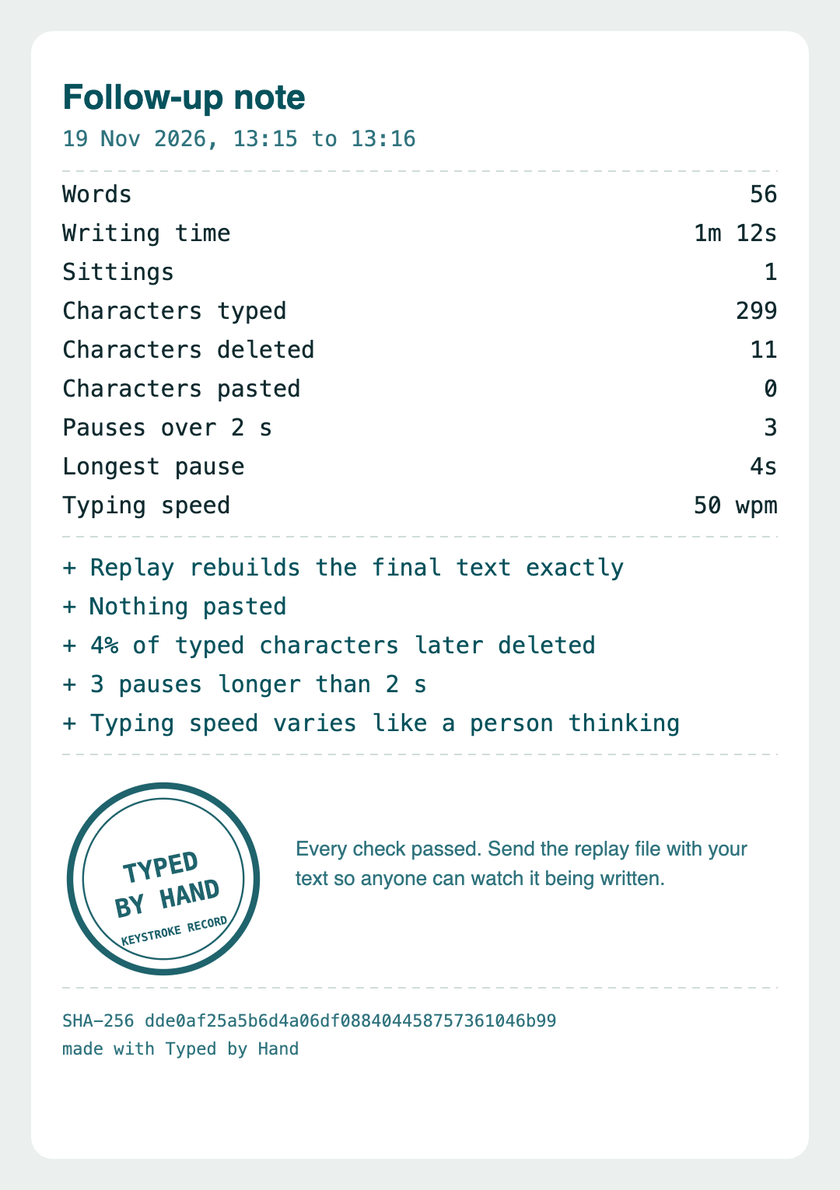 Follow-up note
19 Nov 2026, 13:15 to 13:16
Words 56
Writing time 1m 12s
Sittings 1
Characters typed 299
Characters deleted 11
Characters pasted 0
Pauses over 2 s 3
Longest pause 4s
Typing speed 50 wpm
+ Replay rebuilds the final text exactly
+ Nothing pasted
+ 4% of typed characters later deleted
+ 3 pauses longer than 2 s
+ Typing speed varies like a person thinking
TYPED
BY HAND
KEYSTROKE RECORD
Every check passed. Send the replay file with your
text so anyone can watch it being written.
SHA-256 dde0af25a5b6d4a06df088404458757361046b99
made with Typed by Hand